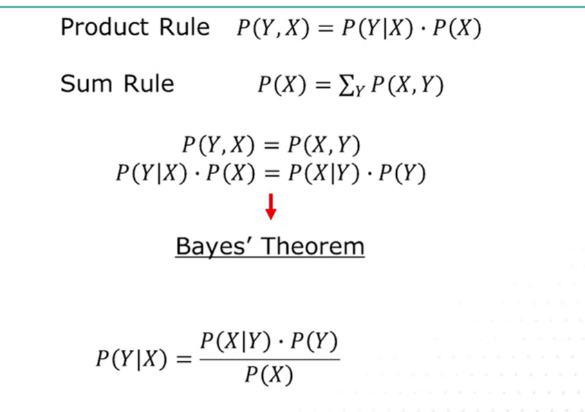 Product Rule P(Y, X) = P(Y|X) · P(X)
Sum Rule P(X) = ∑_Y P(X, Y)
P(Y, X) = P(X, Y)
P(Y|X) · P(X) = P(X|Y) · P(Y)
Bayes’ Theorem
P(Y|X) = P(X|Y) · P(Y) / P(X)